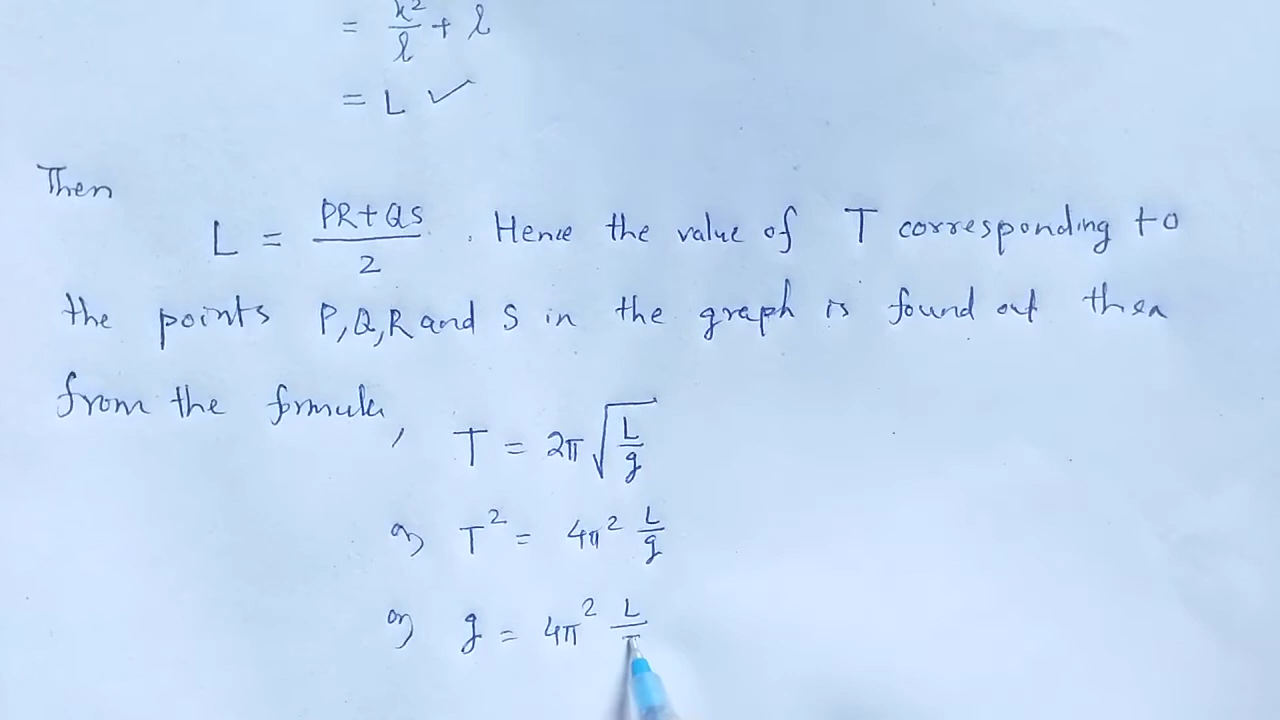 = k²/l + l
= L ✓
Then
L = PR+QS/2 . Hence the value of T corresponding to
the points P,Q,R and S in the graph is found out then
from the formula, T = 2π√(L/g)
or T² = 4π² L/g
or g = 4π² L/T